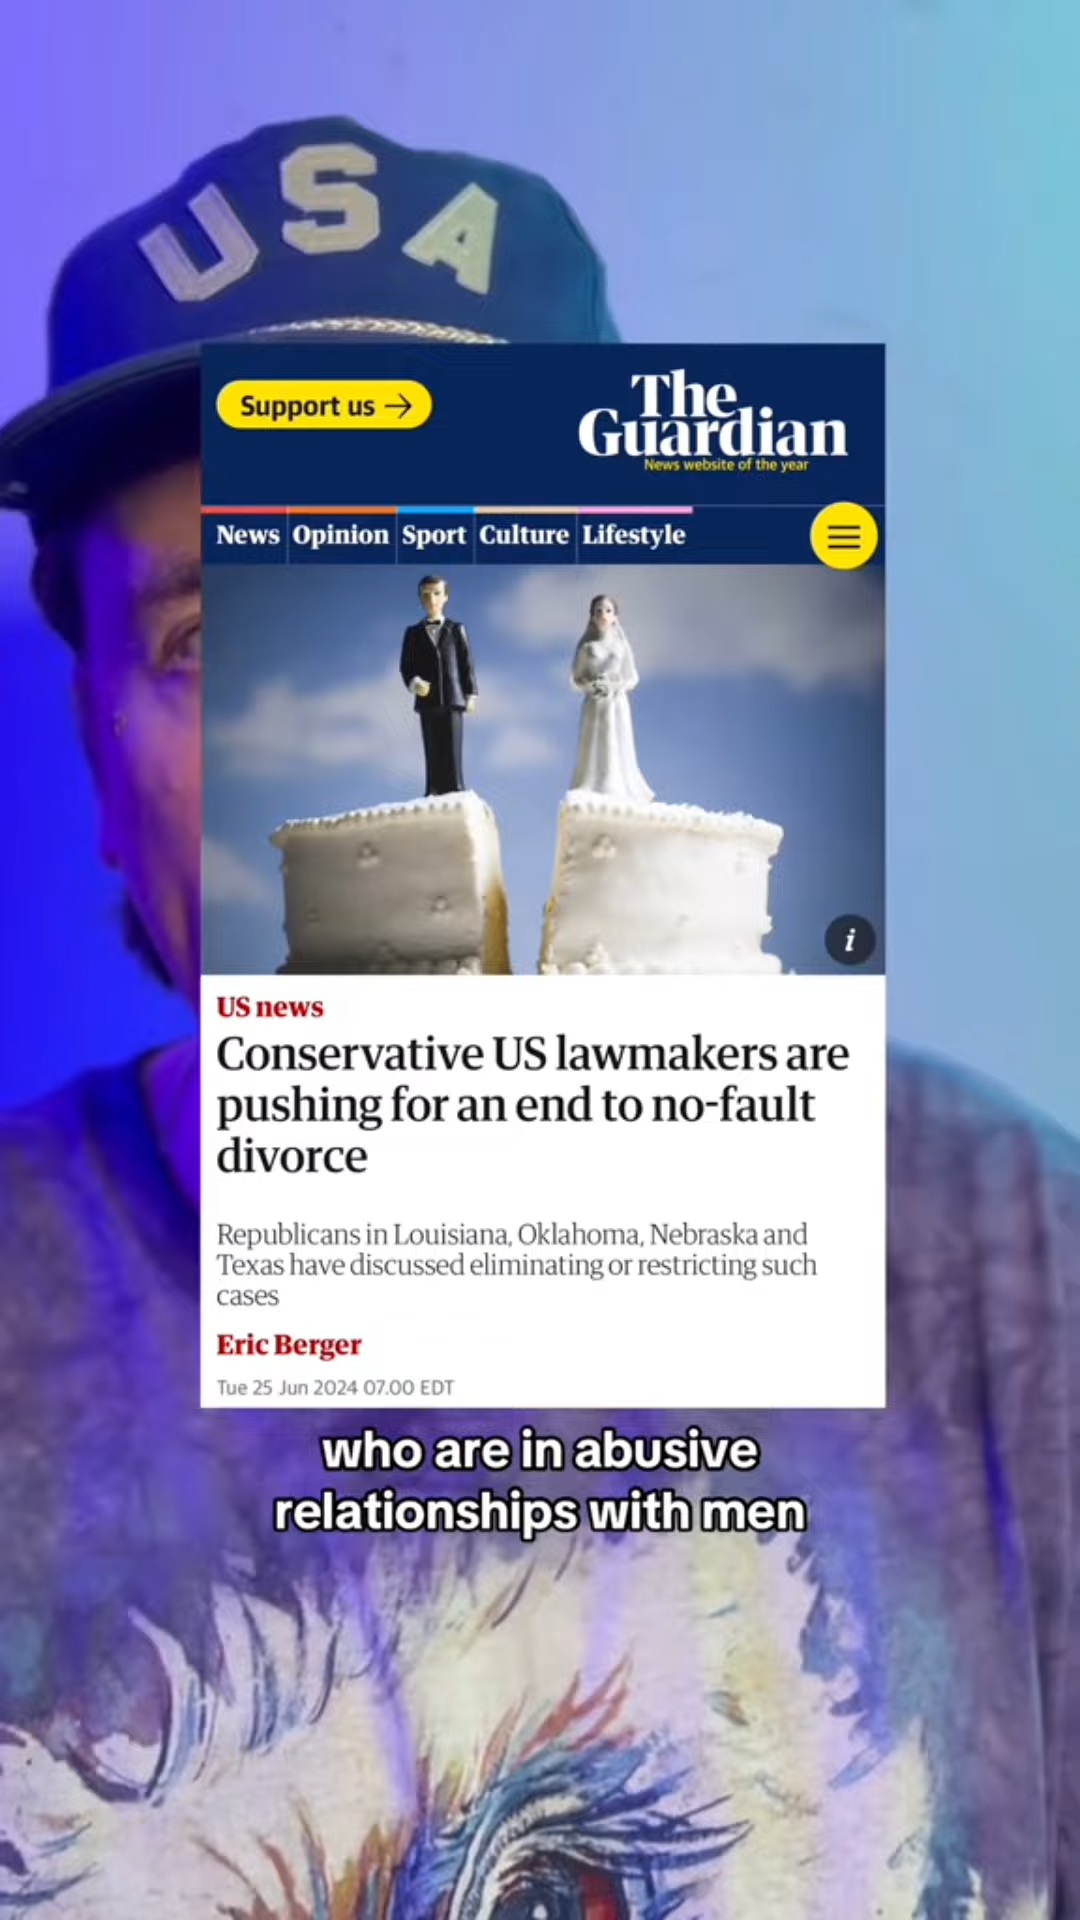 USA
Support us →
The
Guardian
News website of the year
News Opinion Sport Culture Lifestyle
i
US news
Conservative US lawmakers are
pushing for an end to no-fault
divorce
Republicans in Louisiana, Oklahoma, Nebraska and
Texas have discussed eliminating or restricting such
cases
Eric Berger
Tue 25 Jun 2024 07.00 EDT
who are in abusive
relationships with men